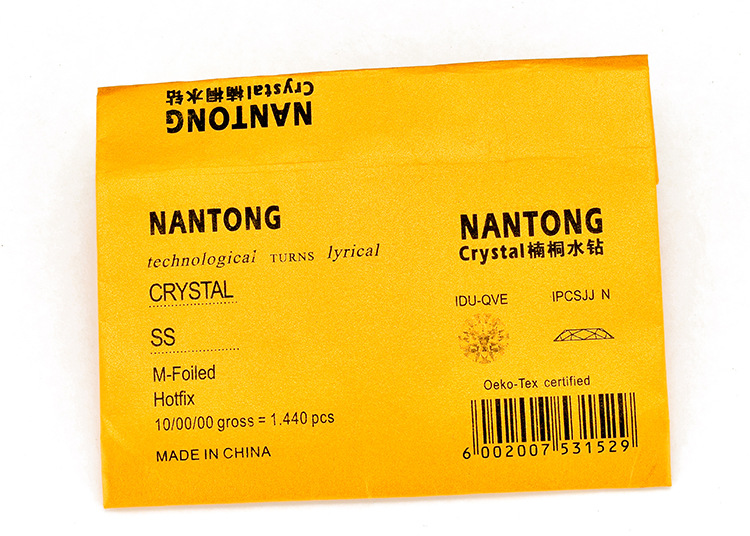 Crystal楠桐水钻
NANTONG
NANTONG
technological TURNS lyrical
CRYSTAL
SS
M-Foiled
Hotfix
10/00/00 gross = 1.440 pcs
MADE IN CHINA
NANTONG
Crystal楠桐水钻
IDU-QVE IPCSJJ N
Oeko-Tex certified
6 002007 531529